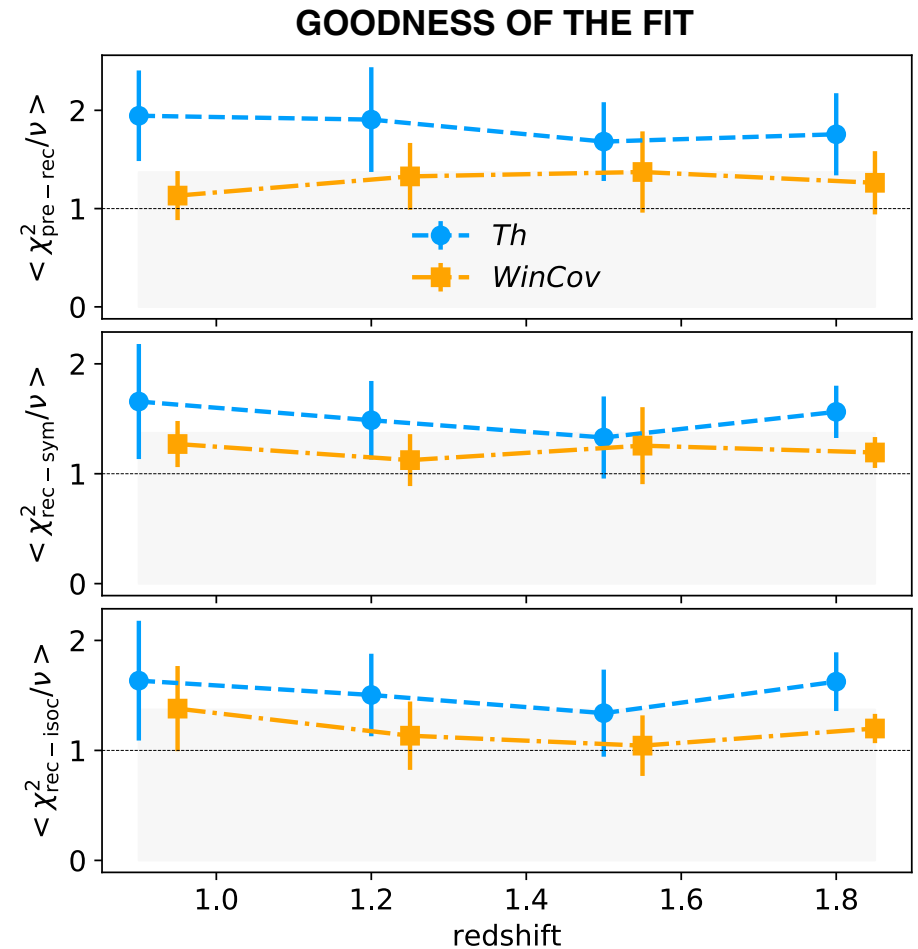 GOODNESS OF THE FIT
< χ²pre−rec/ν >
2
1
0
Th
WinCov
< χ²rec−sym/ν >
2
1
0
< χ²rec−isoc/ν >
2
1
0
1.0 1.2 1.4 1.6 1.8
redshift